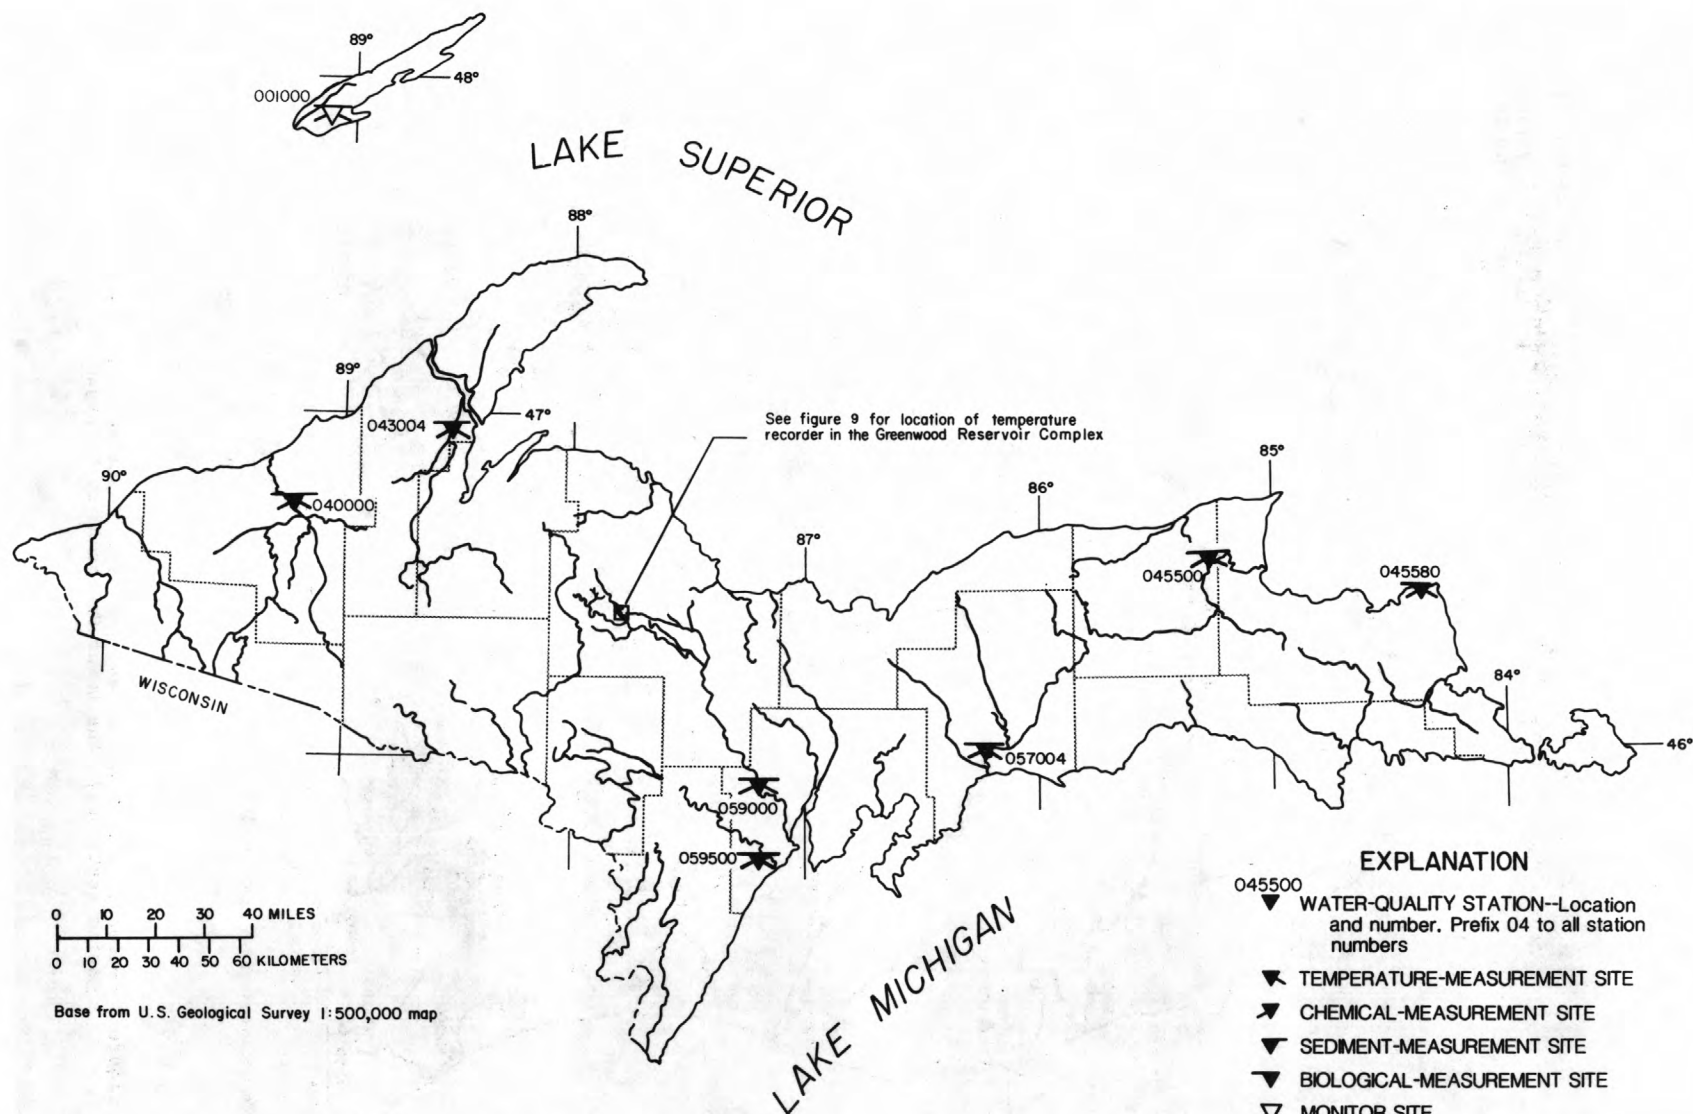 89°
48°
001000
LAKE SUPERIOR
88°
89°
47°
043004
See figure 9 for location of temperature
recorder in the Greenwood Reservoir Complex
85°
90°
86°
040000
87°
045500
045580
WISCONSIN
84°
46°
057004
059000
059500
LAKE MICHIGAN
0 10 20 30 40 MILES
0 10 20 30 40 50 60 KILOMETERS
Base from U.S. Geological Survey 1:500,000 map
EXPLANATION
045500
WATER-QUALITY STATION--Location
and number. Prefix 04 to all station
numbers
TEMPERATURE-MEASUREMENT SITE
CHEMICAL-MEASUREMENT SITE
SEDIMENT-MEASUREMENT SITE
BIOLOGICAL-MEASUREMENT SITE
MONITOR SITE